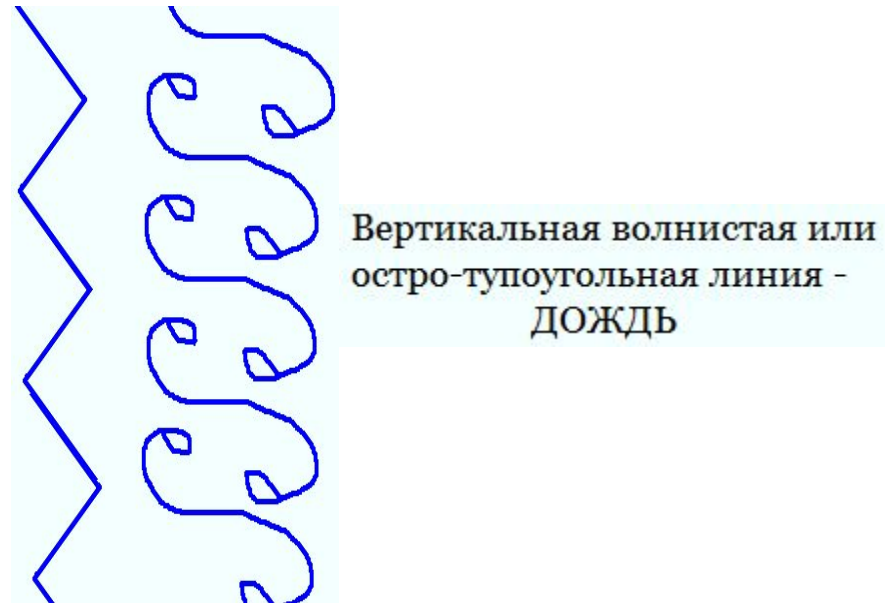 Вертикальная волнистая или
остро-тупоугольная линия -
ДОЖДЬ